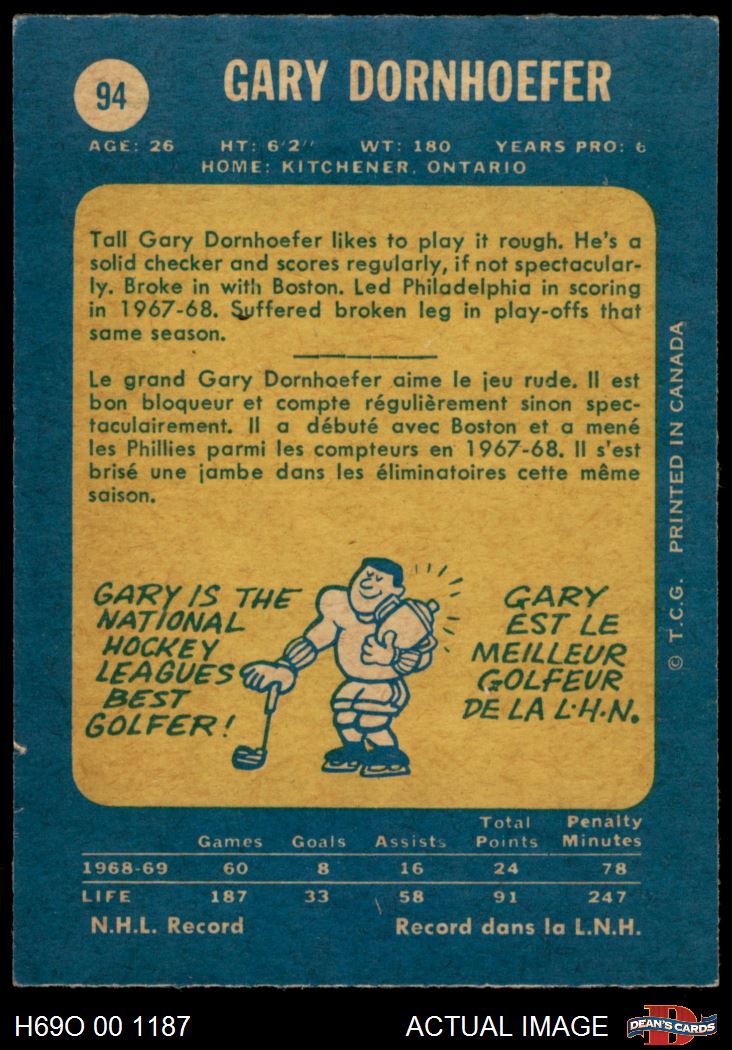 94
GARY DORNHOEFER
AGE: 26 HT: 6'2'' WT: 180 YEARS PRO: 6
HOME: KITCHENER, ONTARIO
Tall Gary Dornhoefer likes to play it rough. He's a
solid checker and scores regularly, if not spectacular-
ly. Broke in with Boston. Led Philadelphia in scoring
in 1967-68. Suffered broken leg in play-offs that
same season.
Le grand Gary Dornhoefer aime le jeu rude. Il est
bon bloqueur et compte régulièrement sinon spec-
taculairement. Il a débuté avec Boston et a mené
les Phillies parmi les compteurs en 1967-68. Il s'est
brisé une jambe dans les éliminatoires cette même
saison.
GARY IS THE
NATIONAL
HOCKEY
LEAGUES
BEST
GOLFER!
GARY
EST LE
MEILLEUR
GOLFEUR
DE LA L.H.N.
© T.C.G. PRINTED IN CANADA
Games Goals Assists Total Points Penalty Minutes
1968-69 60 8 16 24 78
LIFE 187 33 58 91 247
N.H.L. Record Record dans la L.N.H.
H69O 00 1187 ACTUAL IMAGE D DEAN'S CARDS